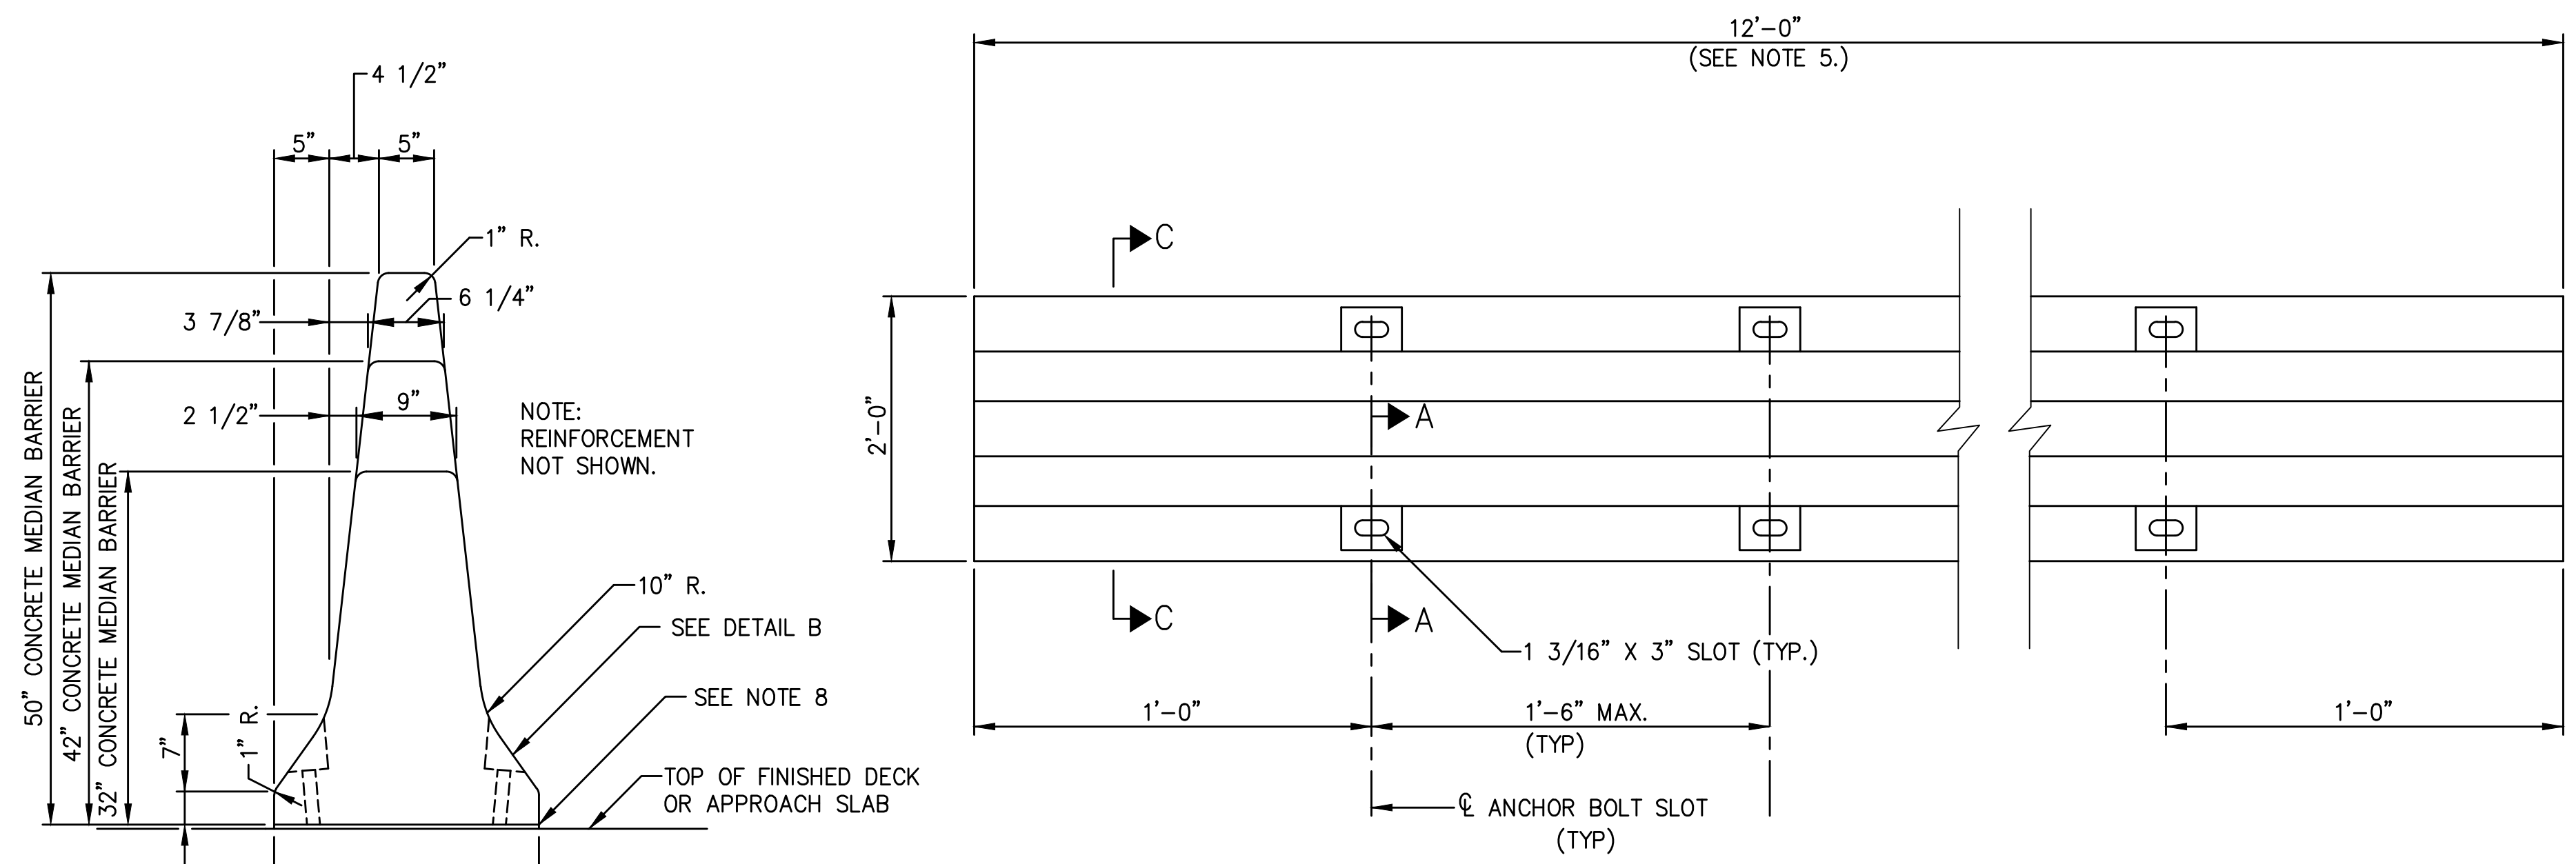 4 1/2"
5"
5"
1" R.
6 1/4"
3 7/8"
9"
2 1/2"
NOTE:
REINFORCEMENT
NOT SHOWN.
50" CONCRETE MEDIAN BARRIER
42" CONCRETE MEDIAN BARRIER
32" CONCRETE MEDIAN BARRIER
10" R.
SEE DETAIL B
SEE NOTE 8
7"
1" R.
TOP OF FINISHED DECK
OR APPROACH SLAB
12'-0"
(SEE NOTE 5.)
C
A
2'-0"
C
A
1 3/16" X 3" SLOT (TYP.)
1'-0"
1'-6" MAX.
(TYP)
1'-0"
℄ ANCHOR BOLT SLOT
(TYP)